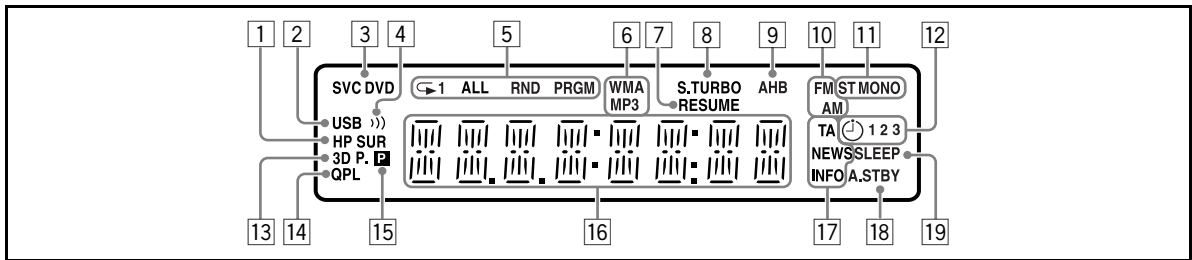 1 2 3 4 5 6 7 8 9 10 11 12
SVC DVD 1 ALL RND PRGM WMA S.TURBO AHB FM ST MONO
MP3 RESUME AM
USB TA 1 2 3
HP SUR NEWS SLEEP
3D P. P INFO A.STBY
QPL
13 14 15 16 17 18 19